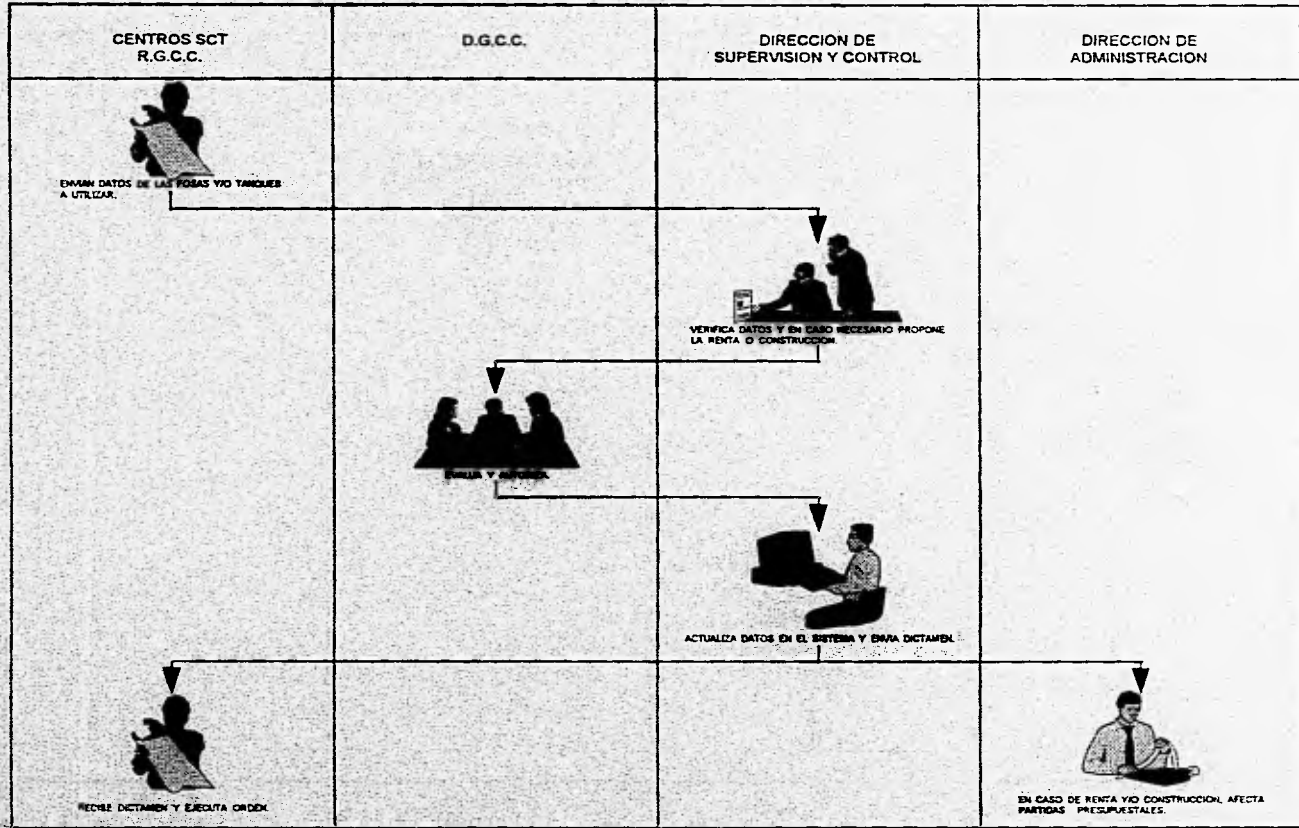 CENTROS SCT
R.G.C.C.
D.G.C.C.
DIRECCION DE
SUPERVISION Y CONTROL
DIRECCION DE
ADMINISTRACION
ENVIAN DATOS DE LAS FOSAS Y/O TANQUES
A UTILIZAR.
VERIFICA DATOS Y EN CASO NECESARIO PROPONE
LA RENTA O CONSTRUCCION.
EVALUA Y AUTORIZA.
ACTUALIZA DATOS EN EL SISTEMA Y ENVIA DICTAMEN.
RECIBE DICTAMEN Y EJECUTA ORDEN.
EN CASO DE RENTA Y/O CONSTRUCCION, AFECTA
PARTIDAS PRESUPUESTALES.